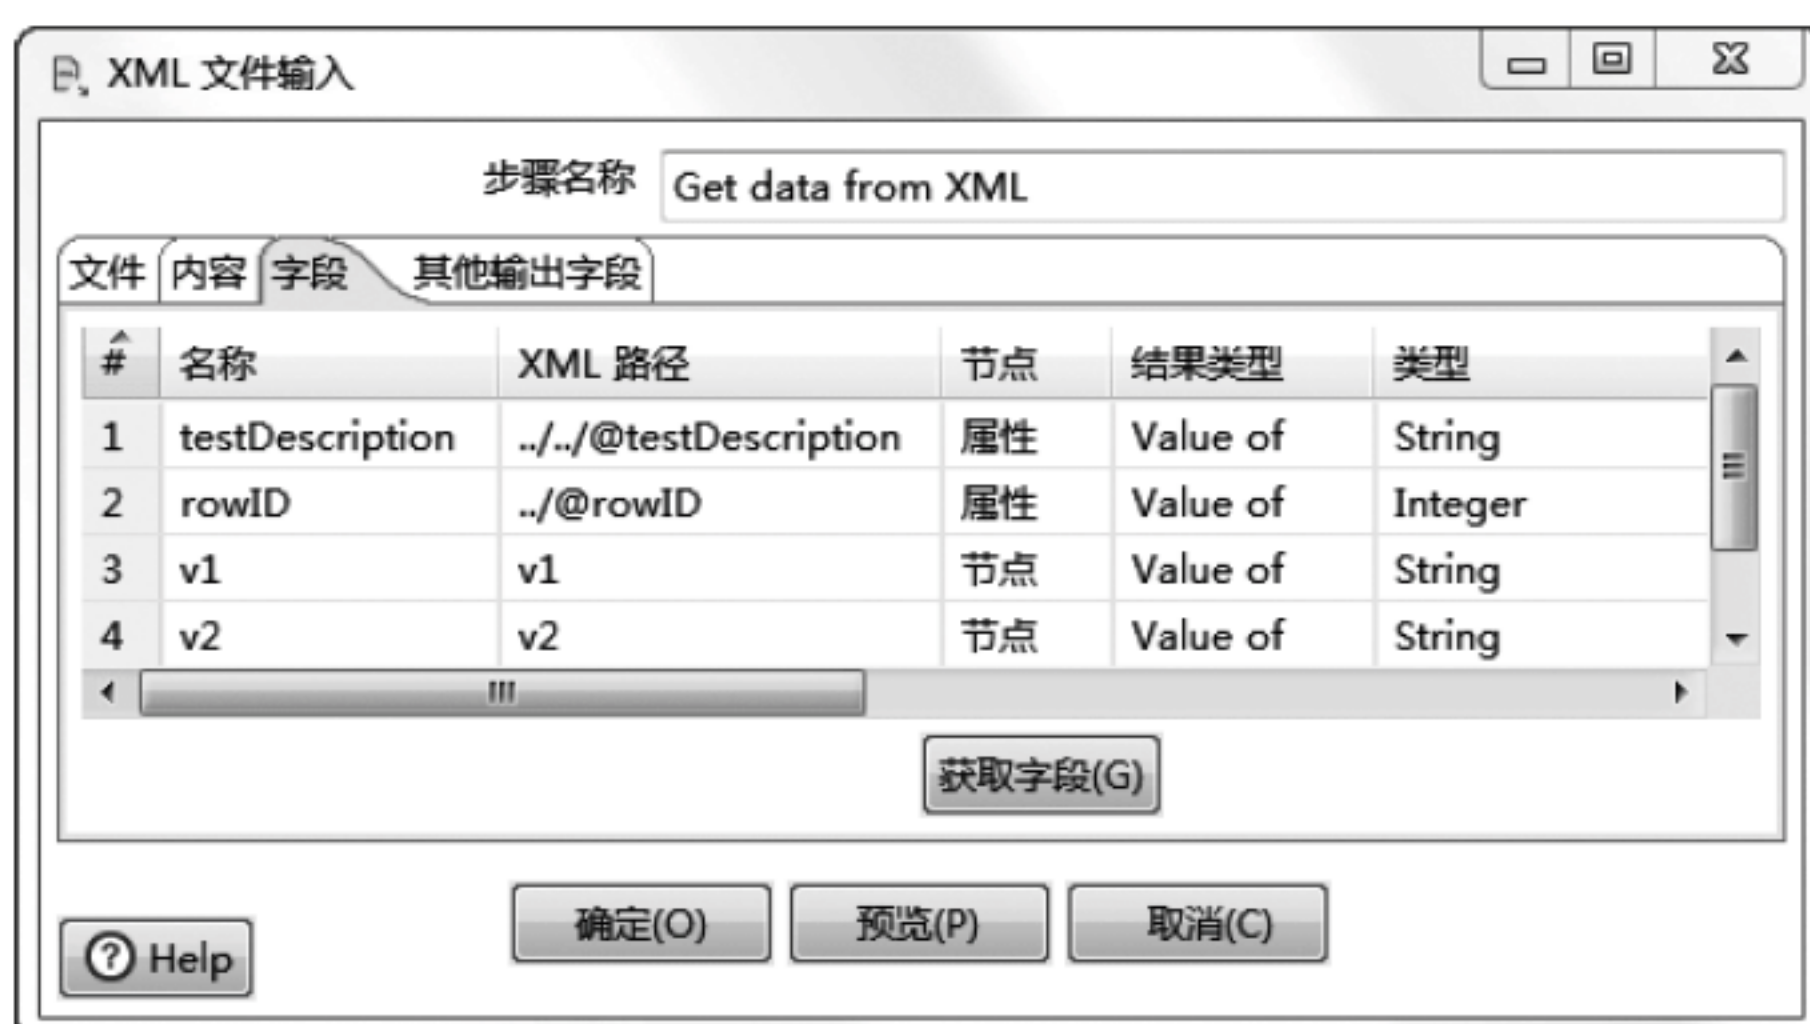 XML 文件输入
步骤名称 Get data from XML
文件 内容 字段 其他输出字段
# 名称 XML 路径 节点 结果类型 类型
1 testDescription ../../@testDescription 属性 Value of String
2 rowID ../@rowID 属性 Value of Integer
3 v1 v1 节点 Value of String
4 v2 v2 节点 Value of String
获取字段(G)
确定(O) 预览(P) 取消(C)
Help